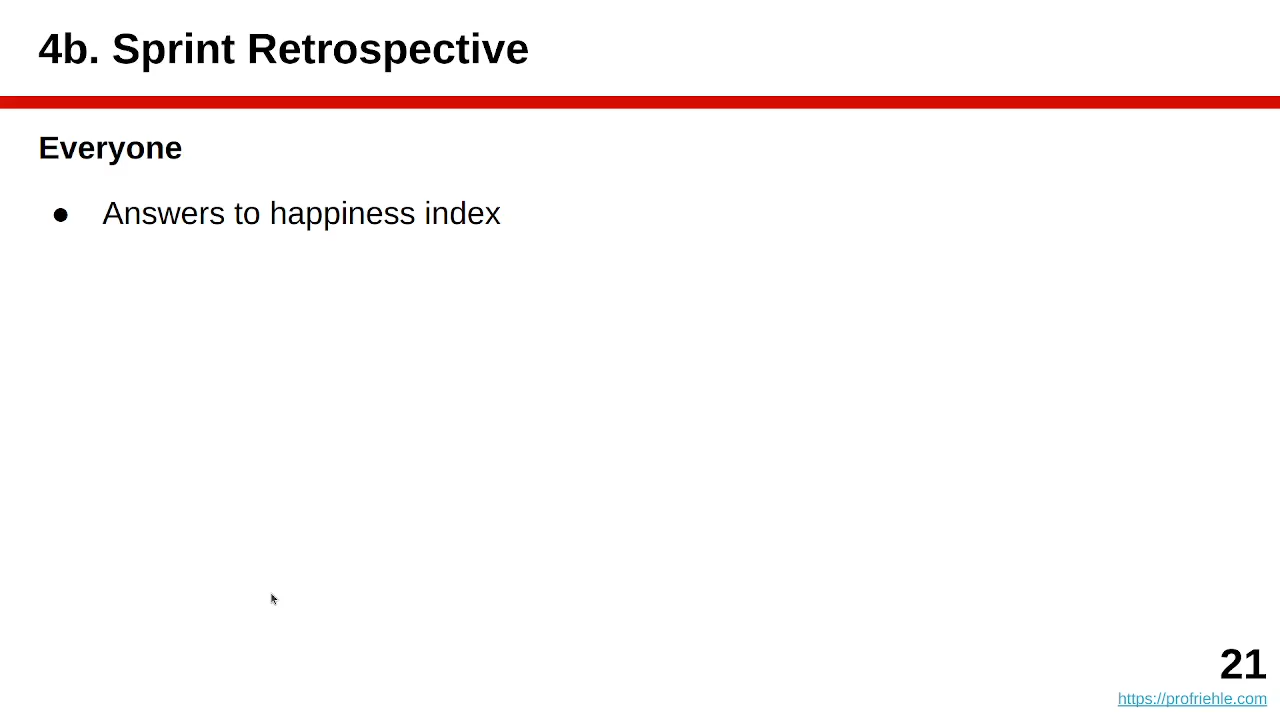 4b. Sprint Retrospective
Everyone
● Answers to happiness index
21
https://profriehle.com